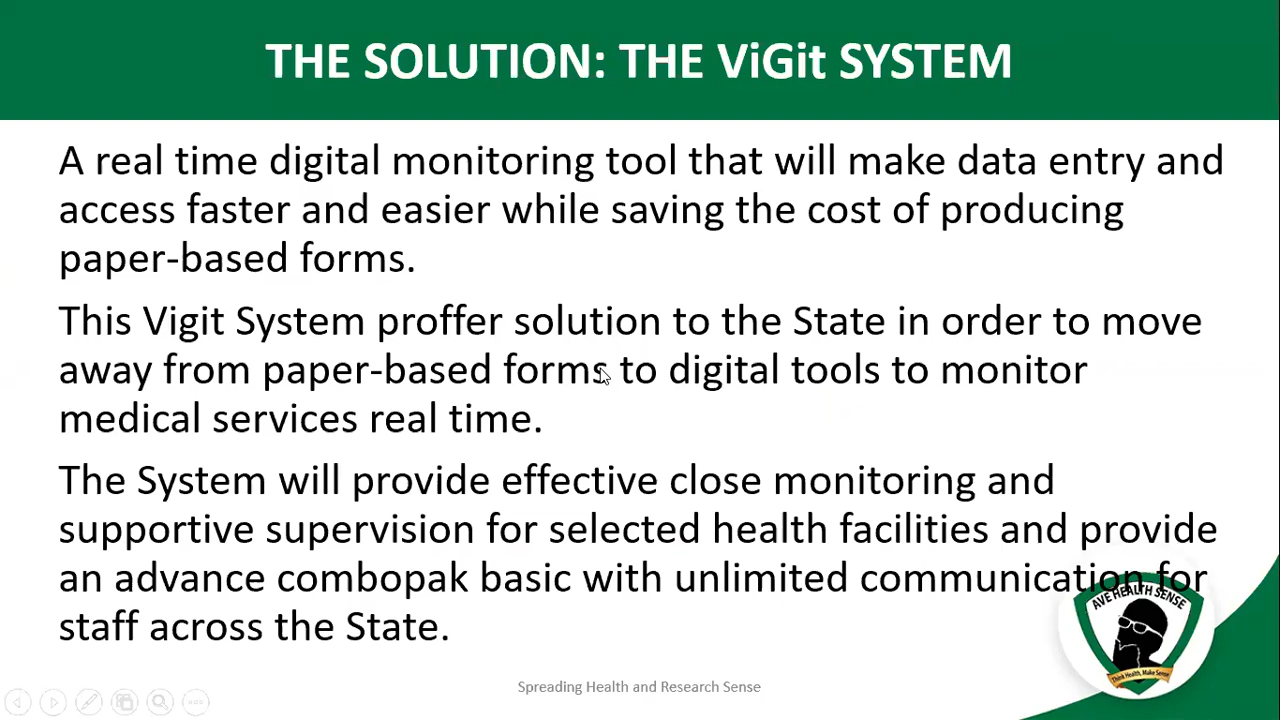 THE SOLUTION: THE ViGit SYSTEM
A real time digital monitoring tool that will make data entry and
access faster and easier while saving the cost of producing
paper-based forms.
This Vigit System proffer solution to the State in order to move
away from paper-based forms to digital tools to monitor
medical services real time.
The System will provide effective close monitoring and
supportive supervision for selected health facilities and provide
an advance combopak basic with unlimited communication for
staff across the State.
AVE HEALTH SENSE
Think Health, Make Sense
Spreading Health and Research Sense